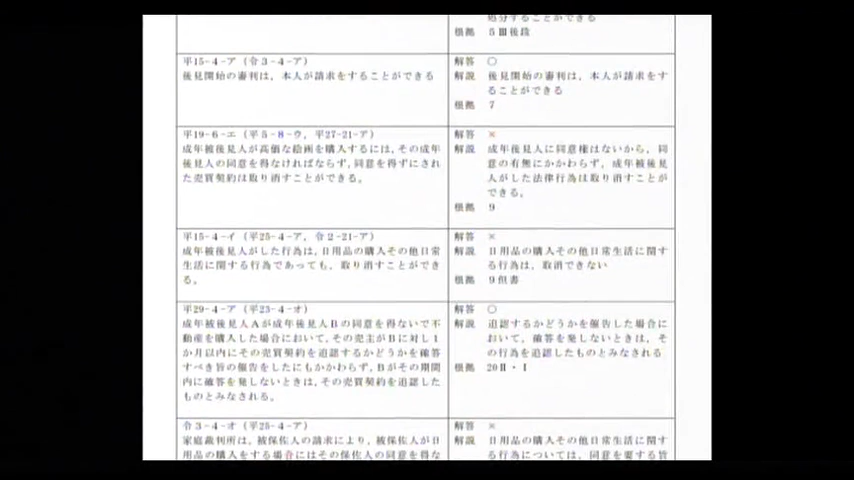 処分することができる
根拠 5Ⅲ後段
平15-4-ア（令3-4-ア）
後見開始の審判は，本人が請求をすることができる
解答 ○
解説 後見開始の審判は，本人が請求をす
ることができる
根拠 7
平19-6-エ（平5-8-ウ，平27-21-ア）
成年被後見人が高価な絵画を購入するには，その成年
後見人の同意を得なければならず，同意を得ずにされ
た売買契約は取り消すことができる。
解答 ×
解説 成年後見人に同意権はないから，同
意の有無にかかわらず，成年被後見
人がした法律行為は取り消すことが
できる。
根拠 9
平15-4-イ（平25-4-ア，令2-21-ア）
成年被後見人がした行為は，日用品の購入その他日常
生活に関する行為であっても，取り消すことができ
る。
解答 ×
解説 日用品の購入その他日常生活に関す
る行為は，取消できない
根拠 9但書
平29-4-ア（平23-4-オ）
成年被後見人Ａが成年後見人Ｂの同意を得ないで不
動産を購入した場合において，その売主がＢに対し１
か月以内にその売買契約を追認するかどうかを確答
すべき旨の催告をしたにもかかわらず，Ｂがその期間
内に確答を発しないときは，その売買契約を追認した
ものとみなされる。
解答 ○
解説 追認するかどうかを催告した場合に
おいて，確答を発しないときは，そ
の行為を追認したものとみなされる
根拠 20Ⅱ・Ⅰ
令3-4-オ（平25-4-ア）
家庭裁判所は，被保佐人の請求により，被保佐人が日
用品の購入をする場合にはその保佐人の同意を得な
解答 ×
解説 日用品の購入その他日常生活に関す
る行為については，同意を要する旨